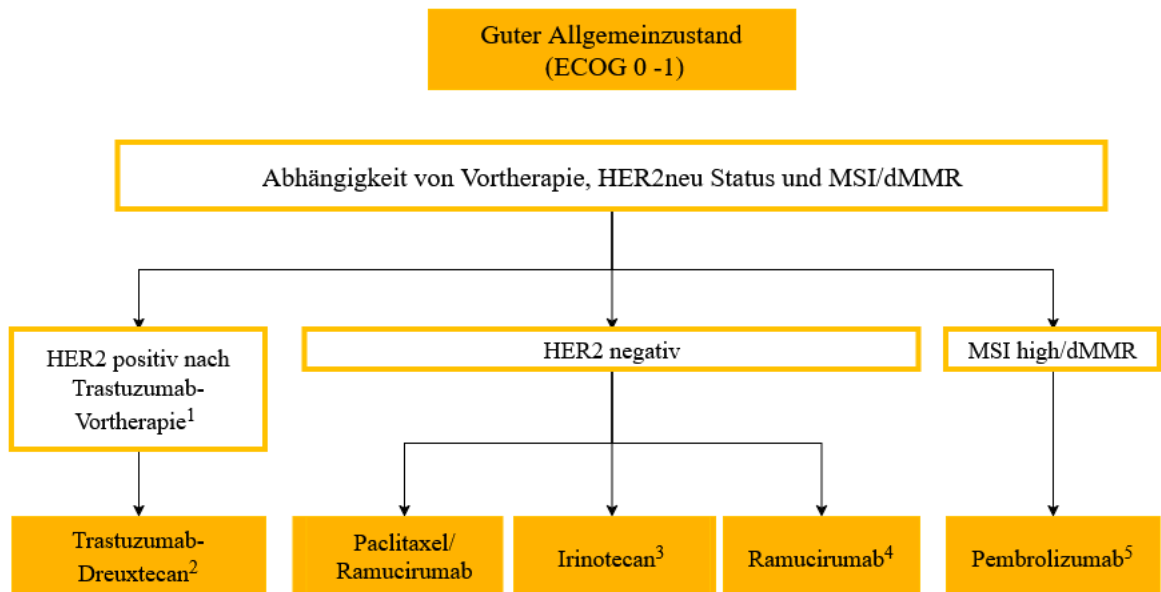 Guter Allgemeinzustand
(ECOG 0 -1)
Abhängigkeit von Vortherapie, HER2neu Status und MSI/dMMR
HER2 positiv nach
Trastuzumab-
Vortherapie1
HER2 negativ
MSI high/dMMR
Trastuzumab-
Dreuxtecan2
Paclitaxel/
Ramucirumab
Irinotecan3
Ramucirumab4
Pembrolizumab5